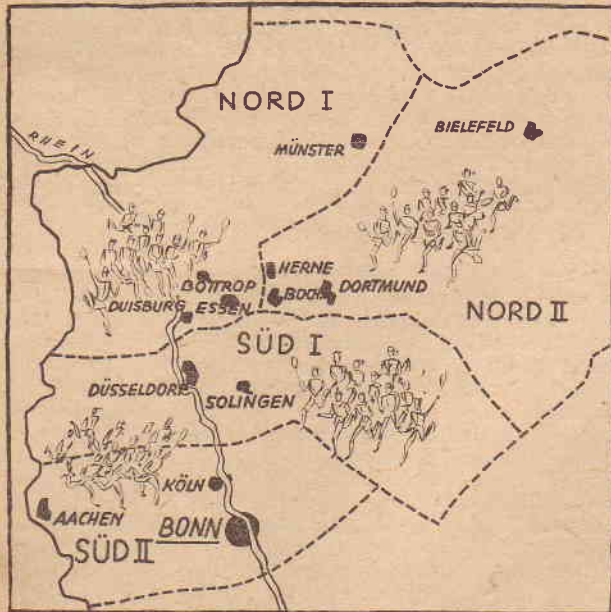 NORD I
RHEIN
BIELEFELD
MÜNSTER
HERNE
BOTTROP
BOCH
DORTMUND
DUISBURG
ESSEN
NORD II
SÜD I
DÜSSELDORF
SOLINGEN
KÖLN
AACHEN
BONN
SÜD II